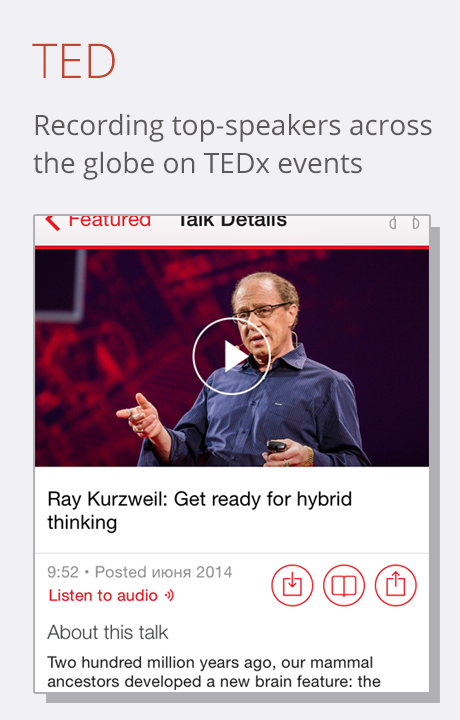 TED
Recording top-speakers across
the globe on TEDx events
Featured Talk Details
Ray Kurzweil: Get ready for hybrid
thinking
9:52 • Posted июня 2014
Listen to audio
About this talk
Two hundred million years ago, our mammal
ancestors developed a new brain feature: the